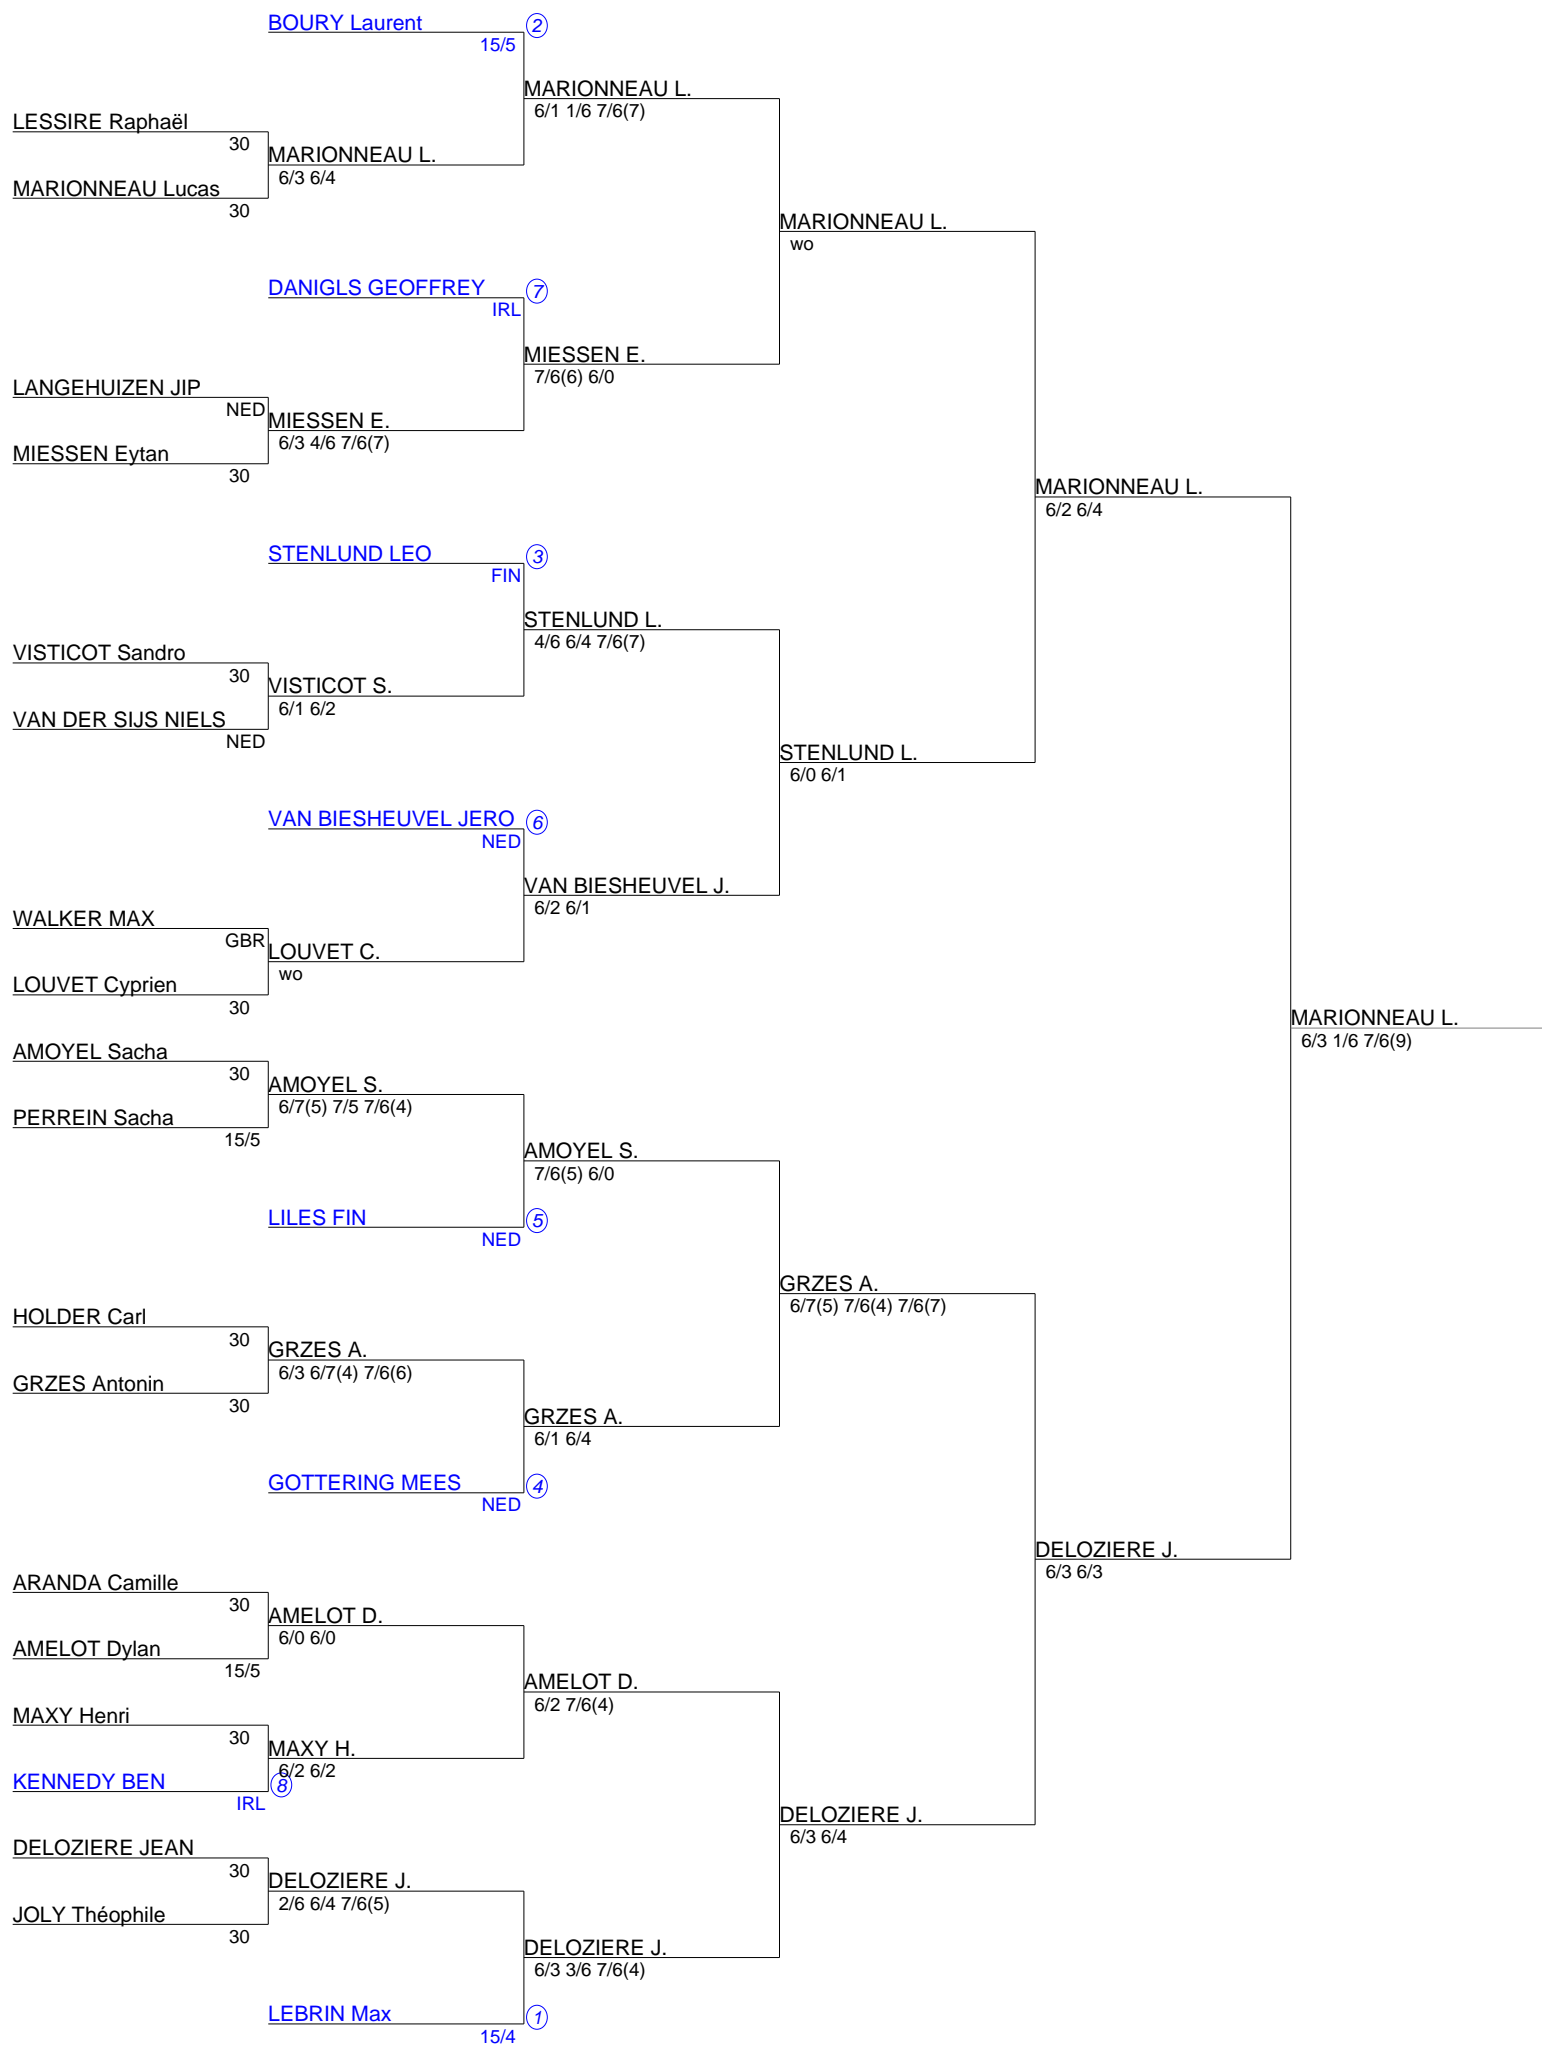 BOURY Laurent 2
15/5
MARIONNEAU L.
6/1 1/6 7/6(7)
LESSIRE Raphaël
30
MARIONNEAU L.
6/3 6/4
MARIONNEAU Lucas
30
MARIONNEAU L.
wo
DANIGLS GEOFFREY 7
IRL
MIESSEN E.
7/6(6) 6/0
LANGEHUIZEN JIP
NED
MIESSEN E.
6/3 4/6 7/6(7)
MIESSEN Eytan
30
MARIONNEAU L.
6/2 6/4
STENLUND LEO 3
FIN
STENLUND L.
4/6 6/4 7/6(7)
VISTICOT Sandro
30
VISTICOT S.
6/1 6/2
VAN DER SIJS NIELS
NED
STENLUND L.
6/0 6/1
VAN BIESHEUVEL JERO 6
NED
VAN BIESHEUVEL J.
6/2 6/1
WALKER MAX
GBR
LOUVET C.
wo
LOUVET Cyprien
30
MARIONNEAU L.
6/3 1/6 7/6(9)
AMOYEL Sacha
30
AMOYEL S.
6/7(5) 7/5 7/6(4)
PERREIN Sacha
15/5
AMOYEL S.
7/6(5) 6/0
LILES FIN 5
NED
GRZES A.
6/7(5) 7/6(4) 7/6(7)
HOLDER Carl
30
GRZES A.
6/3 6/7(4) 7/6(6)
GRZES Antonin
30
GRZES A.
6/1 6/4
GOTTERING MEES 4
NED
DELOZIERE J.
6/3 6/3
ARANDA Camille
30
AMELOT D.
6/0 6/0
AMELOT Dylan
15/5
AMELOT D.
6/2 7/6(4)
MAXY Henri
30
MAXY H.
6/2 6/2
KENNEDY BEN 8
IRL
DELOZIERE J.
6/3 6/4
DELOZIERE JEAN
30
DELOZIERE J.
2/6 6/4 7/6(5)
JOLY Théophile
30
DELOZIERE J.
6/3 3/6 7/6(4)
LEBRIN Max 1
15/4